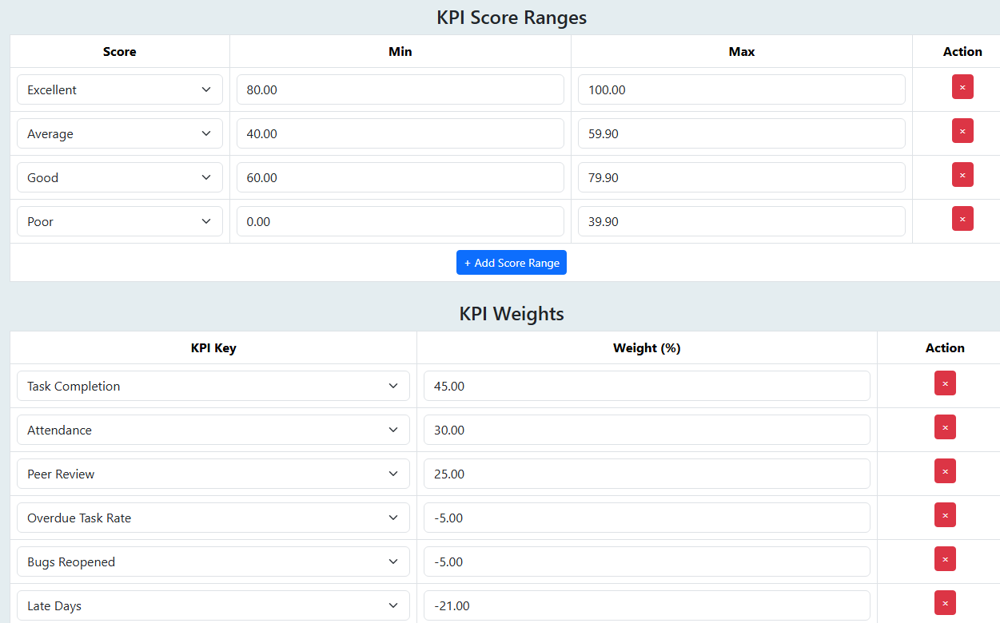 KPI Score Ranges
Score Min Max Action
Excellent 80.00 100.00 ×
Average 40.00 59.90 ×
Good 60.00 79.90 ×
Poor 0.00 39.90 ×
+ Add Score Range
KPI Weights
KPI Key Weight (%) Action
Task Completion 45.00 ×
Attendance 30.00 ×
Peer Review 25.00 ×
Overdue Task Rate -5.00 ×
Bugs Reopened -5.00 ×
Late Days -21.00 ×